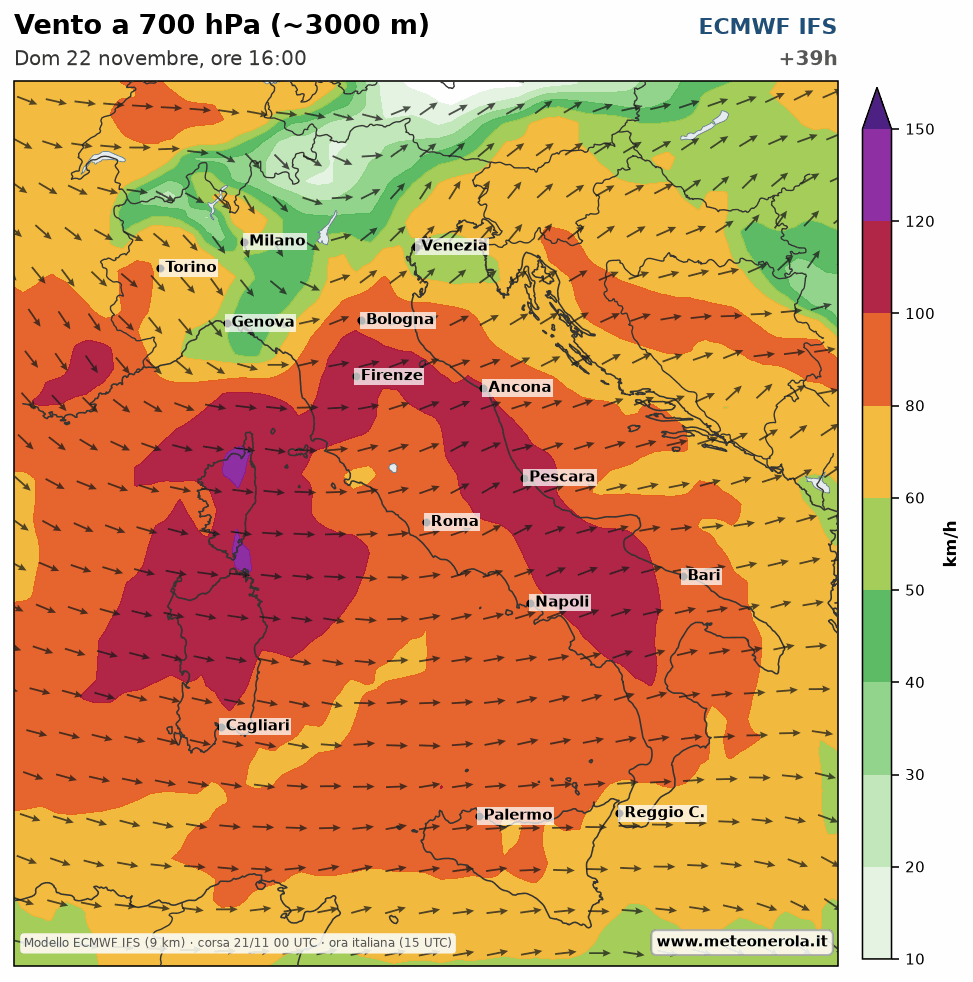 Vento a 700 hPa (~3000 m)
ECMWF IFS
Dom 22 novembre, ore 16:00
+39h
Milano
Venezia
Torino
Genova
Bologna
Firenze
Ancona
Pescara
Roma
Bari
Napoli
Cagliari
Palermo
Reggio C.
150
120
100
80
60
50
40
30
20
10
km/h
Modello ECMWF IFS (9 km) · corsa 21/11 00 UTC · ora italiana (15 UTC)
www.meteonerola.it